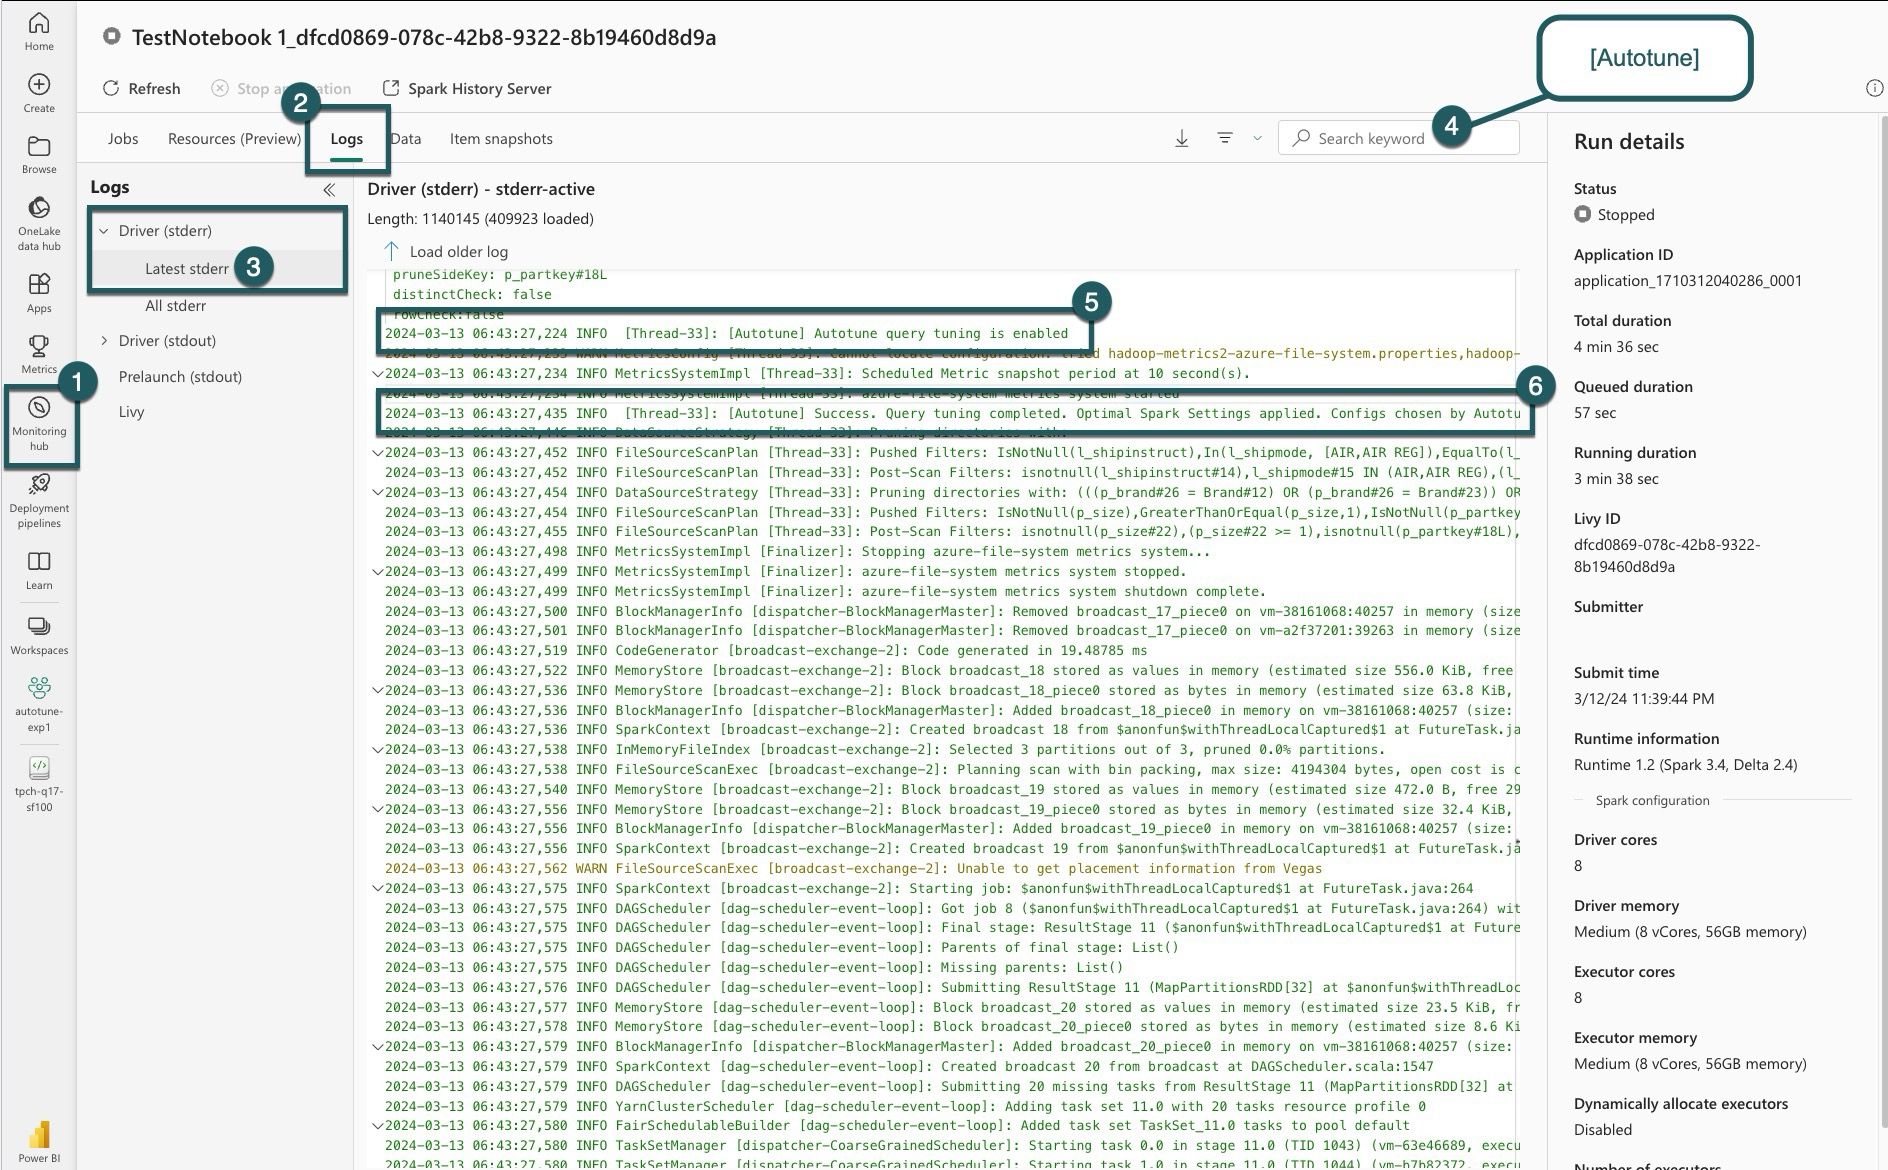 Home
Create
Browse
OneLake
data hub
Apps
Metrics
1
Monitoring
hub
Deployment
pipelines
Learn
Workspaces
autotune-
exp1
tpch-q17-
sf100
Power BI
TestNotebook 1_dfcd0869-078c-42b8-9322-8b19460d8d9a
Refresh
Stop application
Spark History Server
2
Jobs
Resources (Preview)
Logs
Data
Item snapshots
Search keyword
4
[Autotune]
Logs
Driver (stderr)
Latest stderr
3
All stderr
Driver (stdout)
Prelaunch (stdout)
Livy
Driver (stderr) - stderr-active
Length: 1140145 (409923 loaded)
Load older log
pruneSideKey: p_partkey#18L
distinctCheck: false
rowCheck:false
5
2024-03-13 06:43:27,224 INFO [Thread-33]: [Autotune] Autotune query tuning is enabled
2024-03-13 06:43:27,233 WARN MetricsConfig [Thread-33]: Cannot locate configuration: tried hadoop-metrics2-azure-file-system.properties,hadoop-
2024-03-13 06:43:27,234 INFO MetricsSystemImpl [Thread-33]: Scheduled Metric snapshot period at 10 second(s).
2024-03-13 06:43:27,234 INFO MetricsSystemImpl [Thread-33]: azure-file-system metrics system started
6
2024-03-13 06:43:27,435 INFO [Thread-33]: [Autotune] Success. Query tuning completed. Optimal Spark Settings applied. Configs chosen by Autotu
2024-03-13 06:43:27,446 INFO DataSourceStrategy [Thread-33]: Pruning directories with:
2024-03-13 06:43:27,452 INFO FileSourceScanPlan [Thread-33]: Pushed Filters: IsNotNull(l_shipinstruct),In(l_shipmode, [AIR,AIR REG]),EqualTo(l_
2024-03-13 06:43:27,452 INFO FileSourceScanPlan [Thread-33]: Post-Scan Filters: isnotnull(l_shipinstruct#14),l_shipmode#15 IN (AIR,AIR REG),(l_
2024-03-13 06:43:27,454 INFO DataSourceStrategy [Thread-33]: Pruning directories with: (((p_brand#26 = Brand#12) OR (p_brand#26 = Brand#23)) OR
2024-03-13 06:43:27,454 INFO FileSourceScanPlan [Thread-33]: Pushed Filters: IsNotNull(p_size),GreaterThanOrEqual(p_size,1),IsNotNull(p_partkey
2024-03-13 06:43:27,455 INFO FileSourceScanPlan [Thread-33]: Post-Scan Filters: isnotnull(p_size#22),(p_size#22 >= 1),isnotnull(p_partkey#18L),
2024-03-13 06:43:27,498 INFO MetricsSystemImpl [Finalizer]: Stopping azure-file-system metrics system...
2024-03-13 06:43:27,499 INFO MetricsSystemImpl [Finalizer]: azure-file-system metrics system stopped.
2024-03-13 06:43:27,499 INFO MetricsSystemImpl [Finalizer]: azure-file-system metrics system shutdown complete.
2024-03-13 06:43:27,500 INFO BlockManagerInfo [dispatcher-BlockManagerMaster]: Removed broadcast_17_piece0 on vm-38161068:40257 in memory (size
2024-03-13 06:43:27,501 INFO BlockManagerInfo [dispatcher-BlockManagerMaster]: Removed broadcast_17_piece0 on vm-a2f37201:39263 in memory (size
2024-03-13 06:43:27,519 INFO CodeGenerator [broadcast-exchange-2]: Code generated in 19.48785 ms
2024-03-13 06:43:27,522 INFO MemoryStore [broadcast-exchange-2]: Block broadcast_18 stored as values in memory (estimated size 556.0 KiB, free
2024-03-13 06:43:27,536 INFO MemoryStore [broadcast-exchange-2]: Block broadcast_18_piece0 stored as bytes in memory (estimated size 63.8 KiB,
2024-03-13 06:43:27,536 INFO BlockManagerInfo [dispatcher-BlockManagerMaster]: Added broadcast_18_piece0 in memory on vm-38161068:40257 (size:
2024-03-13 06:43:27,536 INFO SparkContext [broadcast-exchange-2]: Created broadcast 18 from $anonfun$withThreadLocalCaptured$1 at FutureTask.ja
2024-03-13 06:43:27,538 INFO InMemoryFileIndex [broadcast-exchange-2]: Selected 3 partitions out of 3, pruned 0.0% partitions.
2024-03-13 06:43:27,538 INFO FileSourceScanExec [broadcast-exchange-2]: Planning scan with bin packing, max size: 4194304 bytes, open cost is c
2024-03-13 06:43:27,540 INFO MemoryStore [broadcast-exchange-2]: Block broadcast_19 stored as values in memory (estimated size 472.0 B, free 29
2024-03-13 06:43:27,556 INFO MemoryStore [broadcast-exchange-2]: Block broadcast_19_piece0 stored as bytes in memory (estimated size 32.4 KiB,
2024-03-13 06:43:27,556 INFO BlockManagerInfo [dispatcher-BlockManagerMaster]: Added broadcast_19_piece0 in memory on vm-38161068:40257 (size:
2024-03-13 06:43:27,556 INFO SparkContext [broadcast-exchange-2]: Created broadcast 19 from $anonfun$withThreadLocalCaptured$1 at FutureTask.ja
2024-03-13 06:43:27,562 WARN FileSourceScanExec [broadcast-exchange-2]: Unable to get placement information from Vegas
2024-03-13 06:43:27,575 INFO SparkContext [broadcast-exchange-2]: Starting job: $anonfun$withThreadLocalCaptured$1 at FutureTask.java:264
2024-03-13 06:43:27,575 INFO DAGScheduler [dag-scheduler-event-loop]: Got job 8 ($anonfun$withThreadLocalCaptured$1 at FutureTask.java:264) wit
2024-03-13 06:43:27,575 INFO DAGScheduler [dag-scheduler-event-loop]: Final stage: ResultStage 11 ($anonfun$withThreadLocalCaptured$1 at Future
2024-03-13 06:43:27,575 INFO DAGScheduler [dag-scheduler-event-loop]: Parents of final stage: List()
2024-03-13 06:43:27,575 INFO DAGScheduler [dag-scheduler-event-loop]: Missing parents: List()
2024-03-13 06:43:27,576 INFO DAGScheduler [dag-scheduler-event-loop]: Submitting ResultStage 11 (MapPartitionsRDD[32] at $anonfun$withThreadLoc
2024-03-13 06:43:27,577 INFO MemoryStore [dag-scheduler-event-loop]: Block broadcast_20 stored as values in memory (estimated size 23.5 KiB, fr
2024-03-13 06:43:27,578 INFO MemoryStore [dag-scheduler-event-loop]: Block broadcast_20_piece0 stored as bytes in memory (estimated size 8.6 Ki
2024-03-13 06:43:27,579 INFO BlockManagerInfo [dispatcher-BlockManagerMaster]: Added broadcast_20_piece0 in memory on vm-38161068:40257 (size:
2024-03-13 06:43:27,579 INFO SparkContext [dag-scheduler-event-loop]: Created broadcast 20 from broadcast at DAGScheduler.scala:1547
2024-03-13 06:43:27,579 INFO DAGScheduler [dag-scheduler-event-loop]: Submitting 20 missing tasks from ResultStage 11 (MapPartitionsRDD[32] at
2024-03-13 06:43:27,579 INFO YarnClusterScheduler [dag-scheduler-event-loop]: Adding task set 11.0 with 20 tasks resource profile 0
2024-03-13 06:43:27,580 INFO FairSchedulableBuilder [dag-scheduler-event-loop]: Added task set TaskSet_11.0 tasks to pool default
2024-03-13 06:43:27,580 INFO TaskSetManager [dispatcher-CoarseGrainedScheduler]: Starting task 0.0 in stage 11.0 (TID 1043) (vm-63e46689, execu
2024-03-13 06:43:27,580 INFO TaskSetManager [dispatcher-CoarseGrainedScheduler]: Starting task 1.0 in stage 11.0 (TID 1044) (vm-b7b82372, execu
Run details
Status
Stopped
Application ID
application_1710312040286_0001
Total duration
4 min 36 sec
Queued duration
57 sec
Running duration
3 min 38 sec
Livy ID
dfcd0869-078c-42b8-9322-
8b19460d8d9a
Submitter
Submit time
3/12/24 11:39:44 PM
Runtime information
Runtime 1.2 (Spark 3.4, Delta 2.4)
Spark configuration
Driver cores
8
Driver memory
Medium (8 vCores, 56GB memory)
Executor cores
8
Executor memory
Medium (8 vCores, 56GB memory)
Dynamically allocate executors
Disabled
Number of executors